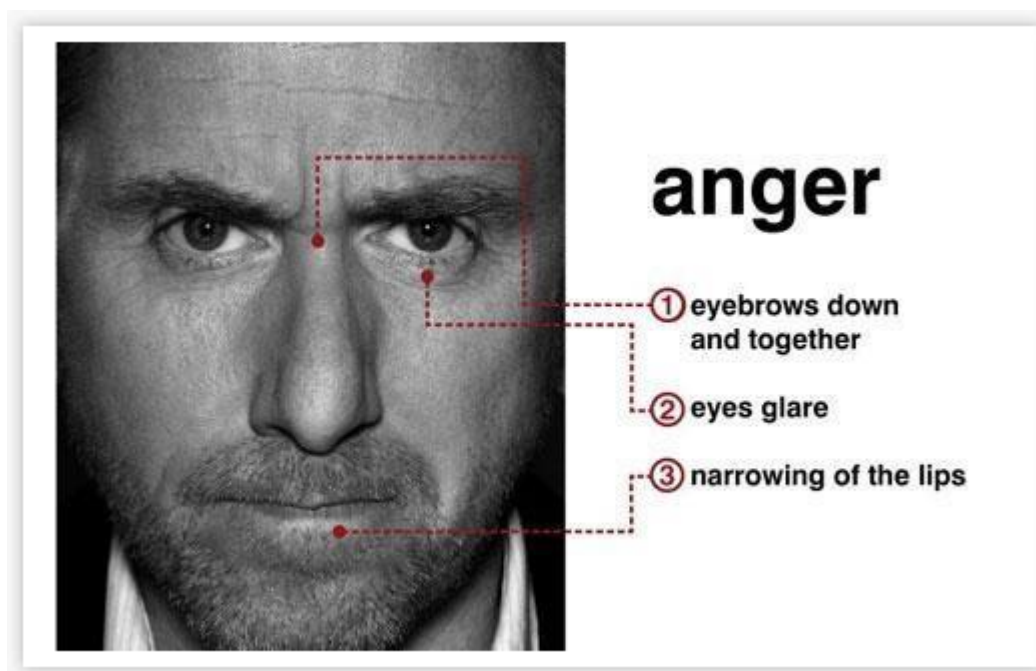 anger
1 eyebrows down
and together
2 eyes glare
3 narrowing of the lips